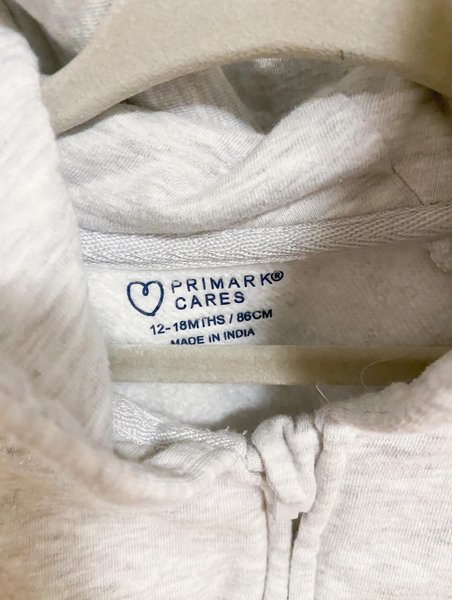 PRIMARK®
CARES
12-18MTHS / 86CM
MADE IN INDIA